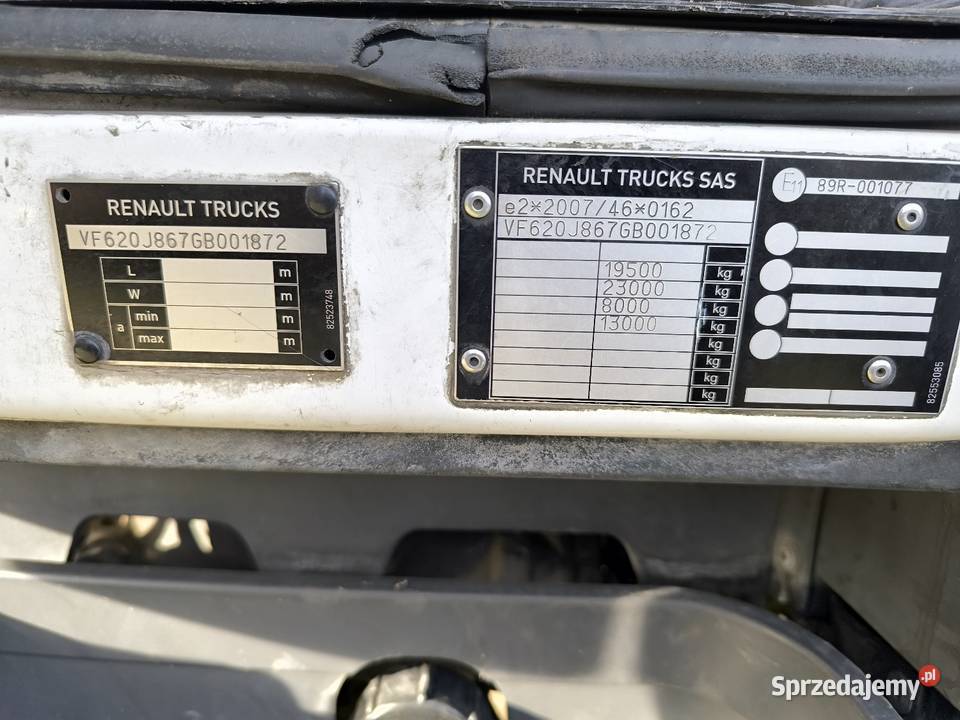 RENAULT TRUCKS
VF620J867GB001872
L m
W m
a min m
max m
82523748
RENAULT TRUCKS SAS
e2*2007/46*0162
VF620J867GB001872
19500 kg
23000 kg
8000 kg
13000 kg
kg
kg
kg
kg
E11 89R-001077
82553085
Sprzedajemy.pl